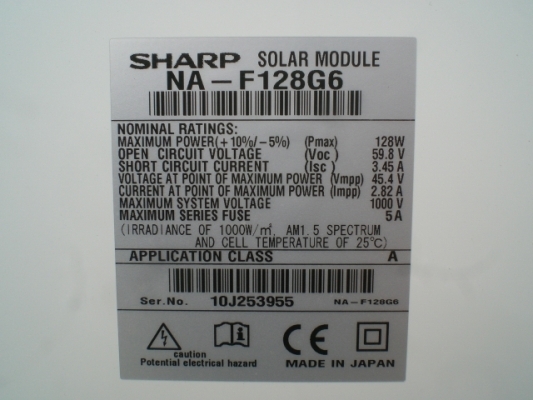 SHARP SOLAR MODULE
NA-F128G6
NOMINAL RATINGS:
MAXIMUM POWER(+10%/-5%) (Pmax) 128W
OPEN CIRCUIT VOLTAGE (Voc) 59.8 V
SHORT CIRCUIT CURRENT (Isc) 3.45 A
VOLTAGE AT POINT OF MAXIMUM POWER (Vmpp) 45.4 V
CURRENT AT POINT OF MAXIMUM POWER (Impp) 2.82 A
MAXIMUM SYSTEM VOLTAGE 1000 V
MAXIMUM SERIES FUSE 5A
(IRRADIANCE OF 1000W/㎡, AM1.5 SPECTRUM
AND CELL TEMPERATURE OF 25℃)
APPLICATION CLASS A
Ser.No. 10J253955 NA-F128G6
caution
Potential electrical hazard
CE
MADE IN JAPAN